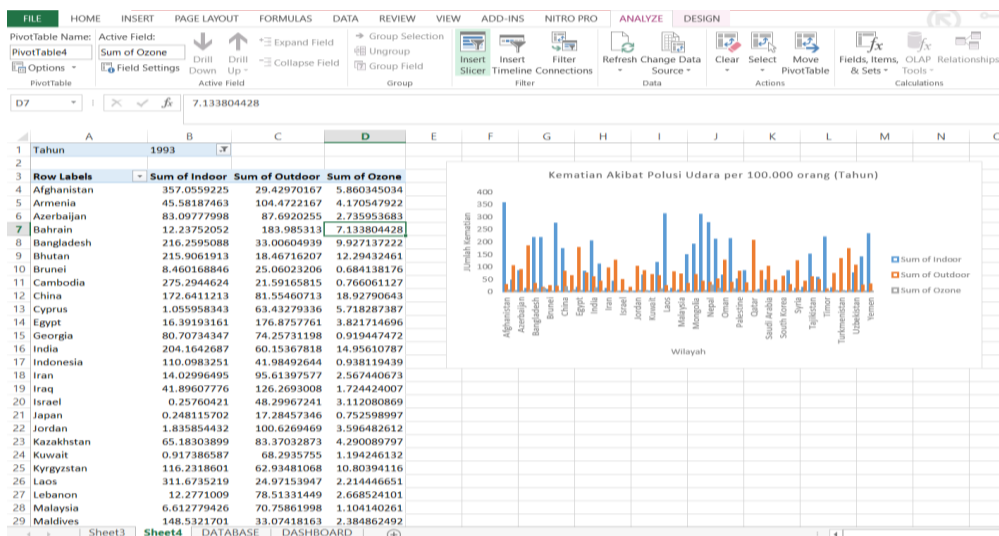 FILE HOME INSERT PAGE LAYOUT FORMULAS DATA REVIEW VIEW ADD-INS NITRO PRO ANALYZE DESIGN
PivotTable Name: Active Field:
PivotTable4 Sum of Ozone
Options Field Settings
Drill Down Drill Up
Expand Field
Collapse Field
PivotTable Active Field
Group Selection
Ungroup
Group Field
Group
Insert Slicer Insert Timeline Filter Connections
Filter
Refresh Change Data Source
Data
Clear Select Move PivotTable
Actions
Fields, Items, & Sets OLAP Tools Relationships
Calculations
D7 fx 7.133804428
A B C D E F G H I J K L M N
1 Tahun 1993
2
3 Row Labels Sum of Indoor Sum of Outdoor Sum of Ozone
4 Afghanistan 357.0559225 29.42970167 5.860345034
5 Armenia 45.58187463 104.4722167 4.170547922
6 Azerbaijan 83.09777998 87.6920255 2.735953683
7 Bahrain 12.23752052 183.985313 7.133804428
8 Bangladesh 216.2595088 33.00604939 9.927137222
9 Bhutan 215.9061913 18.46716207 12.29432461
10 Brunei 8.460168846 25.06023206 0.684138176
11 Cambodia 275.2944624 21.59165815 0.766061127
12 China 172.6411213 81.55460713 18.92790643
13 Cyprus 1.055958343 63.43279336 5.718287387
14 Egypt 16.39193161 176.8757761 3.821714696
15 Georgia 80.70734347 74.25731198 0.919447472
16 India 204.1642687 60.15367818 14.95610787
17 Indonesia 110.0983251 41.98492644 0.938119439
18 Iran 14.02996495 95.61397577 2.567440673
19 Iraq 41.89607776 126.2693008 1.724424007
20 Israel 0.25760421 48.29967241 3.112080869
21 Japan 0.248115702 17.28457346 0.752598997
22 Jordan 1.835854432 100.6269469 3.596482612
23 Kazakhstan 65.18303899 83.37032873 4.290089797
24 Kuwait 0.917386587 68.2935755 1.194246132
25 Kyrgyzstan 116.2318601 62.93481068 10.80394116
26 Laos 311.6735219 24.97153947 2.214446651
27 Lebanon 12.2771009 78.51331449 2.668524101
28 Malaysia 6.612779426 70.75861998 1.104140261
29 Maldives 148.5321701 33.07418163 2.384862492
Kematian Akibat Polusi Udara per 100.000 orang (Tahun)
JUmlah Kematian
400
350
300
250
200
150
100
50
0
Afghanistan Azerbaijan Bangladesh Brunei China Egypt India Iran Israel Jordan Kuwait Laos Malaysia Mongolia Nepal Oman Palestine Qatar Saudi Arabia South Korea Syria Tajikistan Timor Turkmenistan Uzbekistan Yemen
Wilayah
Sum of Indoor
Sum of Outdoor
Sum of Ozone
Sheet3 Sheet4 DATABASE DASHBOARD